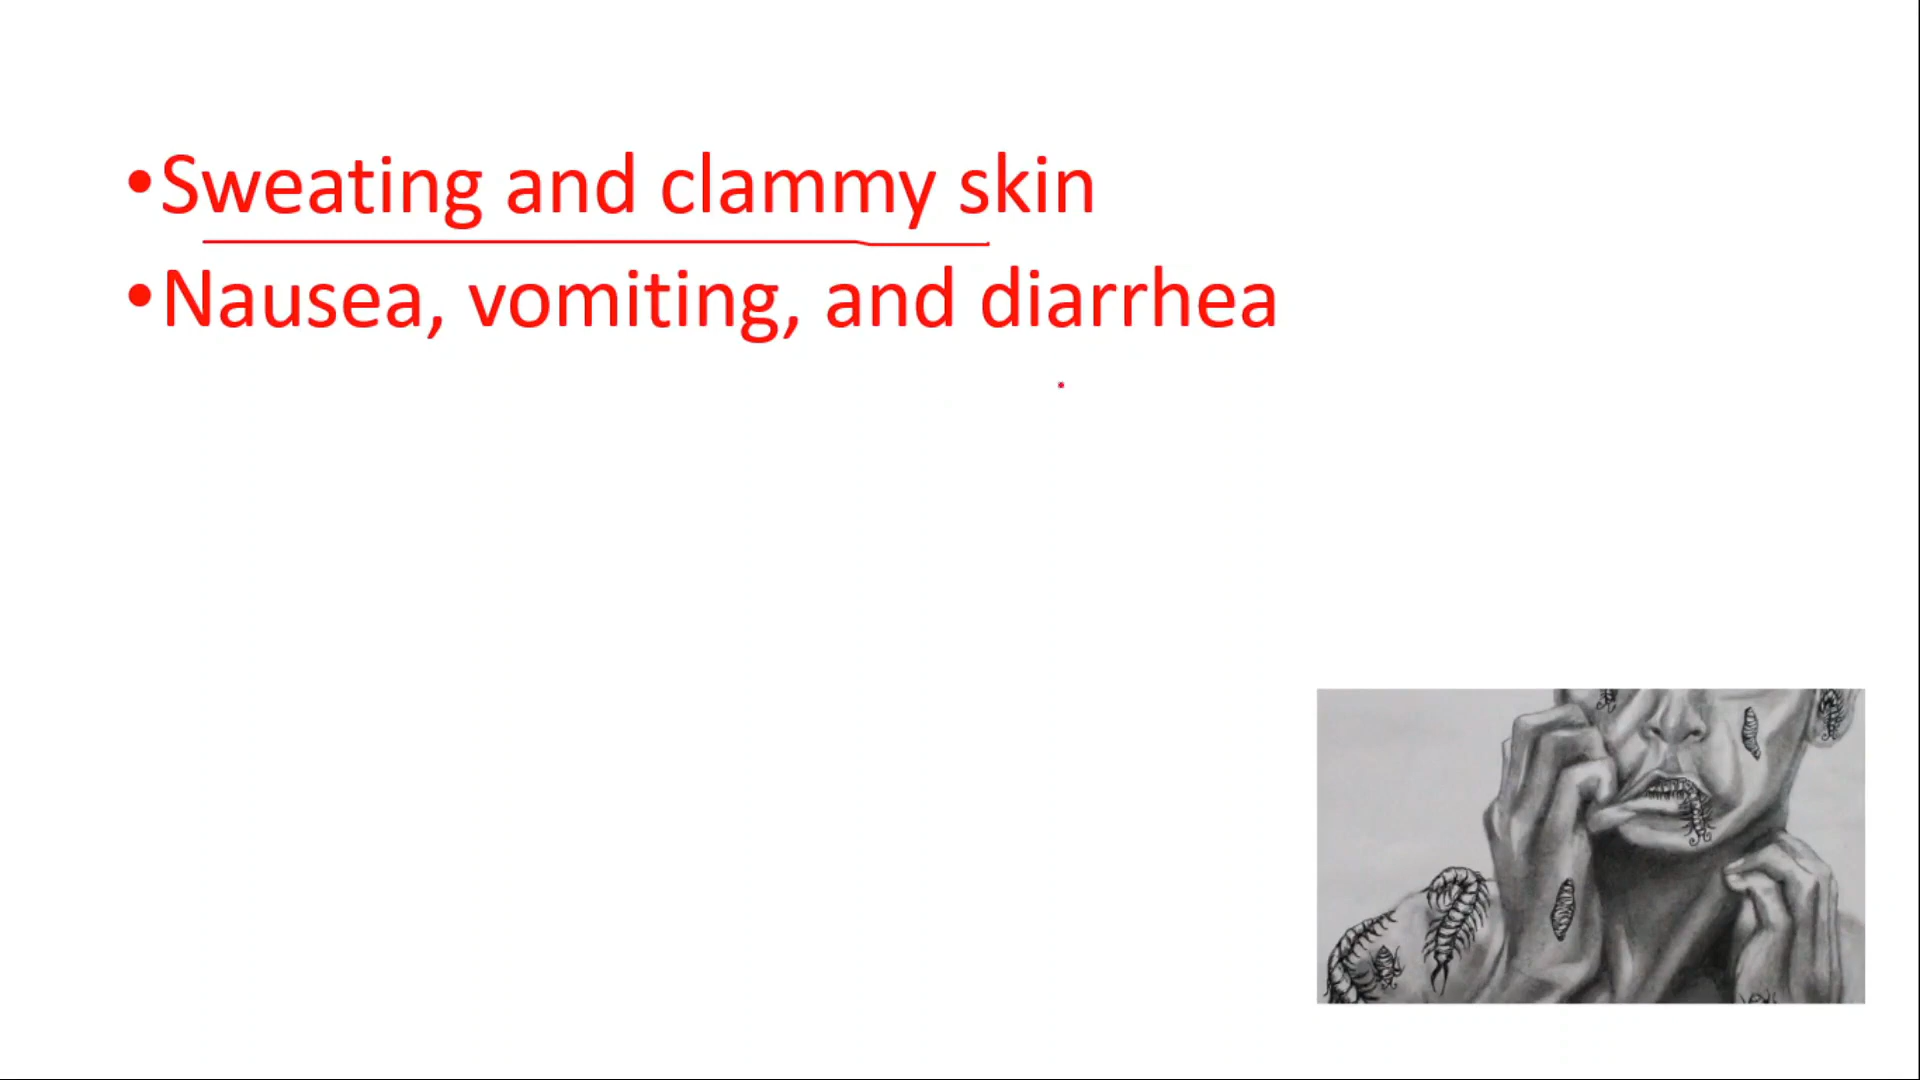 •Sweating and clammy skin
•Nausea, vomiting, and diarrhea